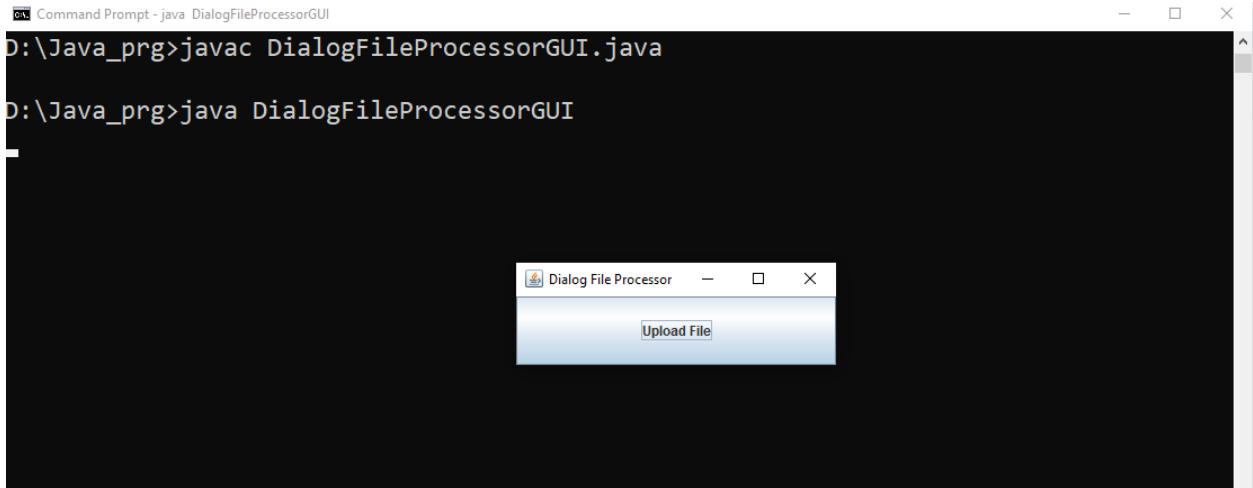 Command Prompt - java  DialogFileProcessorGUI
D:\Java_prg>javac DialogFileProcessorGUI.java
D:\Java_prg>java DialogFileProcessorGUI
Dialog File Processor
Upload File